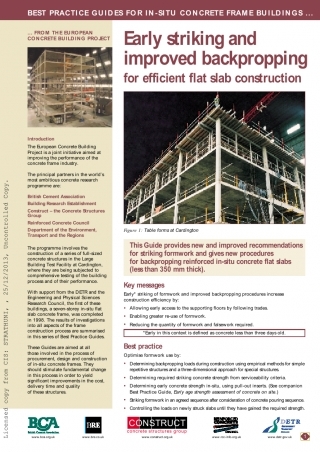 BEST PRACTICE GUIDES FOR IN-SITU CONCRETE FRAME BUILDINGS ...
... FROM THE EUROPEAN
CONCRETE BUILDING PROJECT
Early striking and
improved backpropping
for efficient flat slab construction
Introduction
The European Concrete Building
Project is a joint initiative aimed at
improving the performance of the
concrete frame industry.
The principal partners in the world's
most ambitious concrete research
programme are:
British Cement Association
Building Research Establishment
Construct – the Concrete Structures
Group
Reinforced Concrete Council
Department of the Environment,
Transport and the Regions
The programme involves the
construction of a series of full-sized
concrete structures in the Large
Building Test Facility at Cardington,
where they are being subjected to
comprehensive testing of the building
process and of their performance.
With support from the DETR and the
Engineering and Physical Sciences
Research Council, the first of these
buildings, a seven-storey in-situ flat
slab concrete frame, was completed
in 1998. The results of investigations
into all aspects of the frame
construction process are summarised
in this series of Best Practice Guides.
These Guides are aimed at all
those involved in the process of
procurement, design and construction
of in-situ concrete frames. They
should stimulate fundamental change
in this process in order to yield
significant improvements in the cost,
delivery time and quality
of these structures.
Figure 1: Table forms at Cardington
This Guide provides new and improved recommendations
for striking formwork and gives new procedures
for backpropping reinforced in-situ concrete flat slabs
(less than 350 mm thick).
Key messages
Early* striking of formwork and improved backpropping procedures increase
construction efficiency by:
• Allowing early access to the supporting floors by following trades.
• Enabling greater re-use of formwork.
• Reducing the quantity of formwork and falsework required.
*Early in this context is defined as concrete less than three days old.
Best practice
Optimise formwork use by:
• Determining backpropping loads during construction using empirical methods for simple
repetitive structures and a three-dimensional approach for special structures.
• Determining required striking concrete strength from serviceability criteria.
• Determining early concrete strength in-situ, using pull-out inserts. (See companion
Best Practice Guide, Early age strength assessment of concrete on site.)
• Striking formwork in an agreed sequence after consideration of concrete pouring sequence.
• Controlling the loads on newly struck slabs until they have gained the required strength.
BCA
British Cement Association
BRE
CONSTRUCT
concrete structures group
DETR
1
Licensed copy from CIS: STRETHUN1, , 25/12/2013, Uncontrolled Copy.
www.bca.org.uk
www.bre.co.uk
www.construct.org.uk
www.rcc-info.org.uk
www.detr.gov.uk